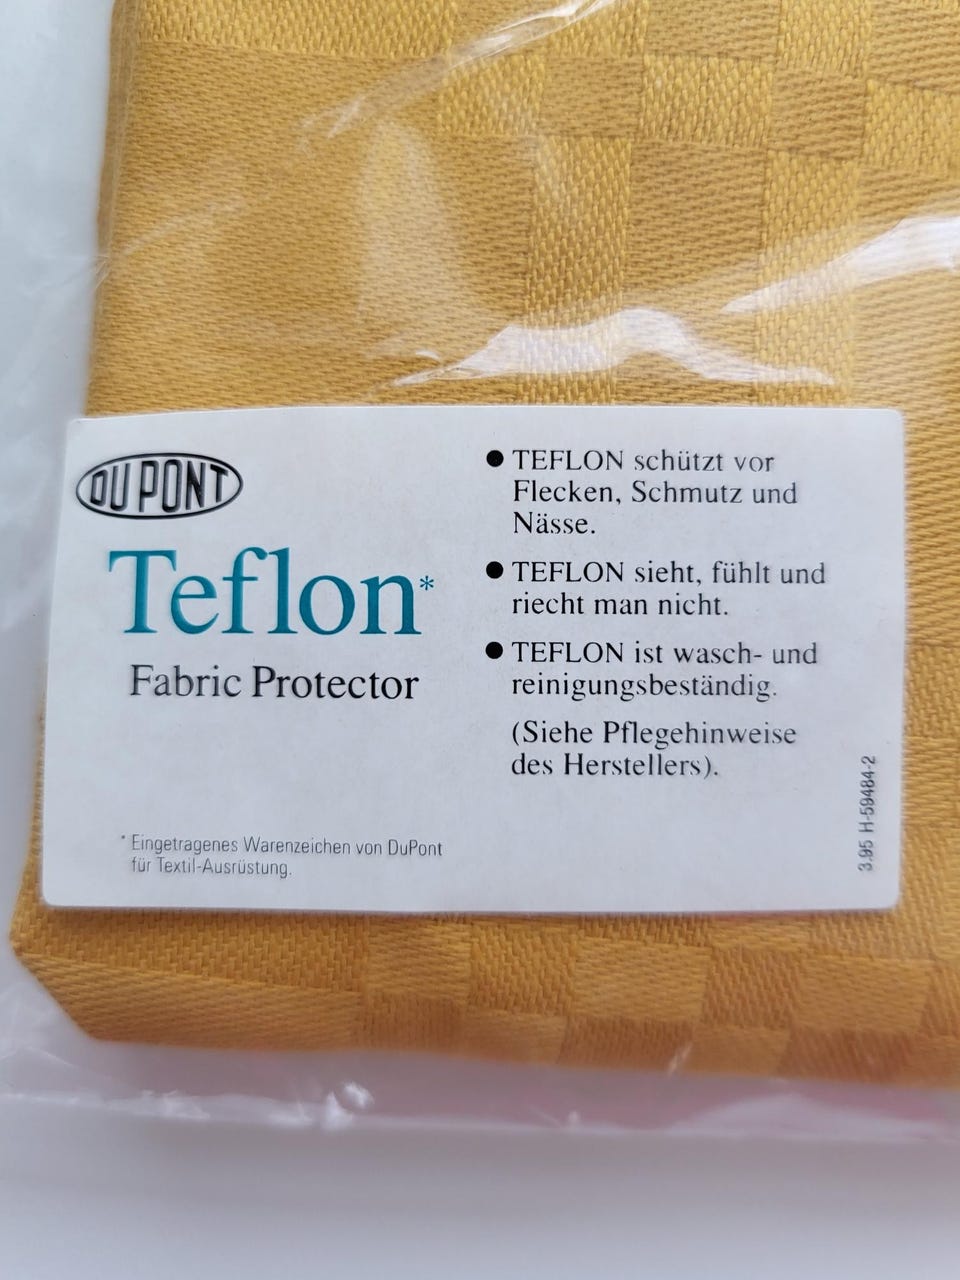 DU PONT
Teflon*
Fabric Protector
* Eingetragenes Warenzeichen von DuPont
für Textil-Ausrüstung.
● TEFLON schützt vor
Flecken, Schmutz und
Nässe.
● TEFLON sieht, fühlt und
riecht man nicht.
● TEFLON ist wasch- und
reinigungsbeständig.
(Siehe Pflegehinweise
des Herstellers).
3.95 H-59484-2